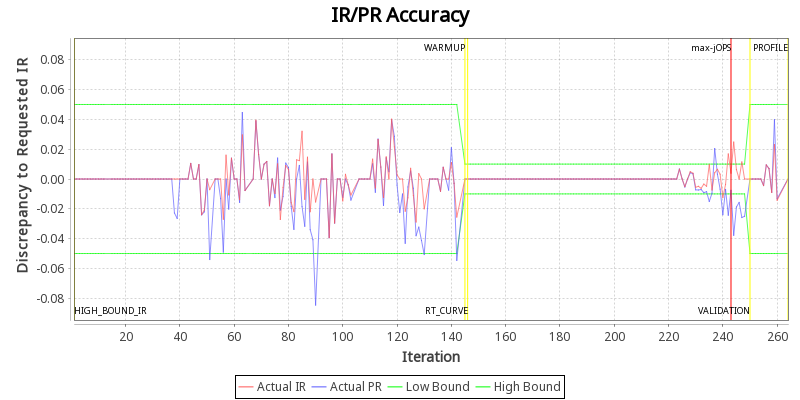 IR/PR Accuracy
WARMUP
max-jOPS
PROFILE
0.08
0.06
0.04
0.02
0.00
-0.02
-0.04
-0.06
-0.08
Discrepancy to Requested IR
HIGH_BOUND_IR
RT_CURVE
VALIDATION
20 40 60 80 100 120 140 160 180 200 220 240 260
Iteration
Actual IR Actual PR Low Bound High Bound